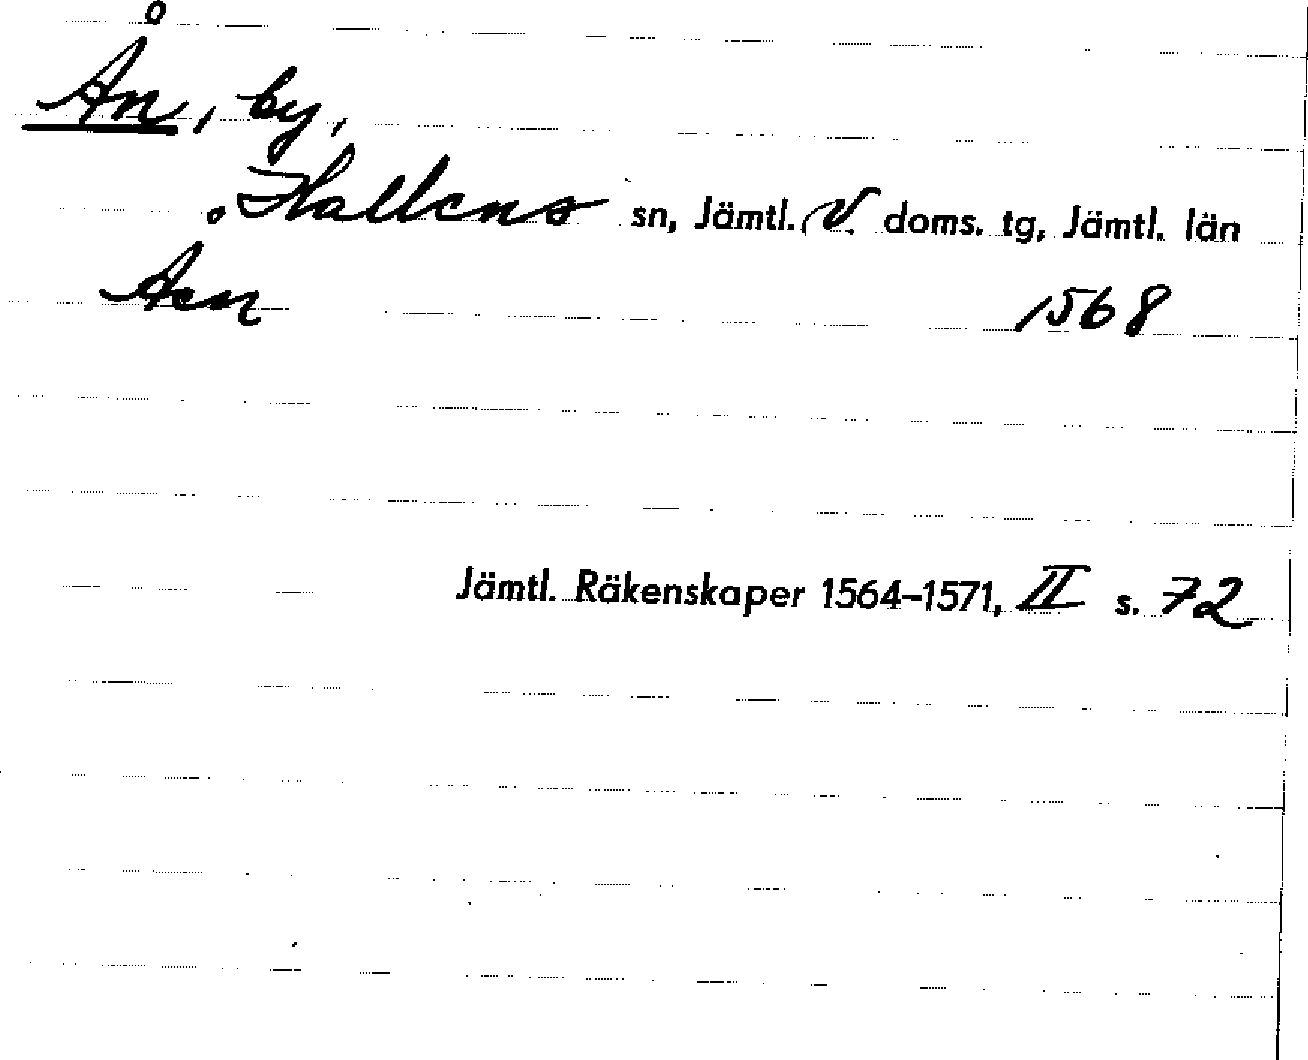 Ån, by,
Hallens sn, Jämtl. V. doms. tg, Jämtl. län
Aen 1568
Jämtl. Räkenskaper 1564–1571, II s. 72